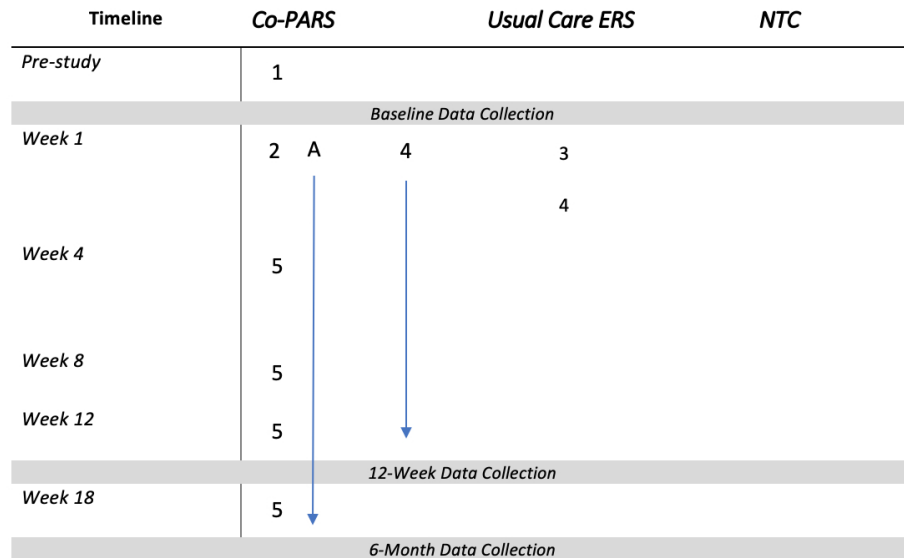 Timeline Co-PARS Usual Care ERS NTC
Pre-study 1
Baseline Data Collection
Week 1 2 A 4 3
4
Week 4 5
Week 8 5
Week 12 5
12-Week Data Collection
Week 18 5
6-Month Data Collection